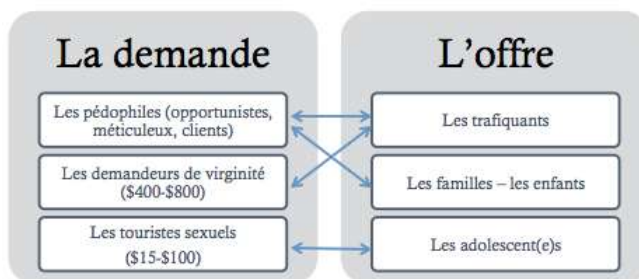 La demande
Les pédophiles (opportunistes,
méticuleux, clients)
Les demandeurs de virginité
($400-$800)
Les touristes sexuels
($15-$100)
L'offre
Les trafiquants
Les familles – les enfants
Les adolescent(e)s